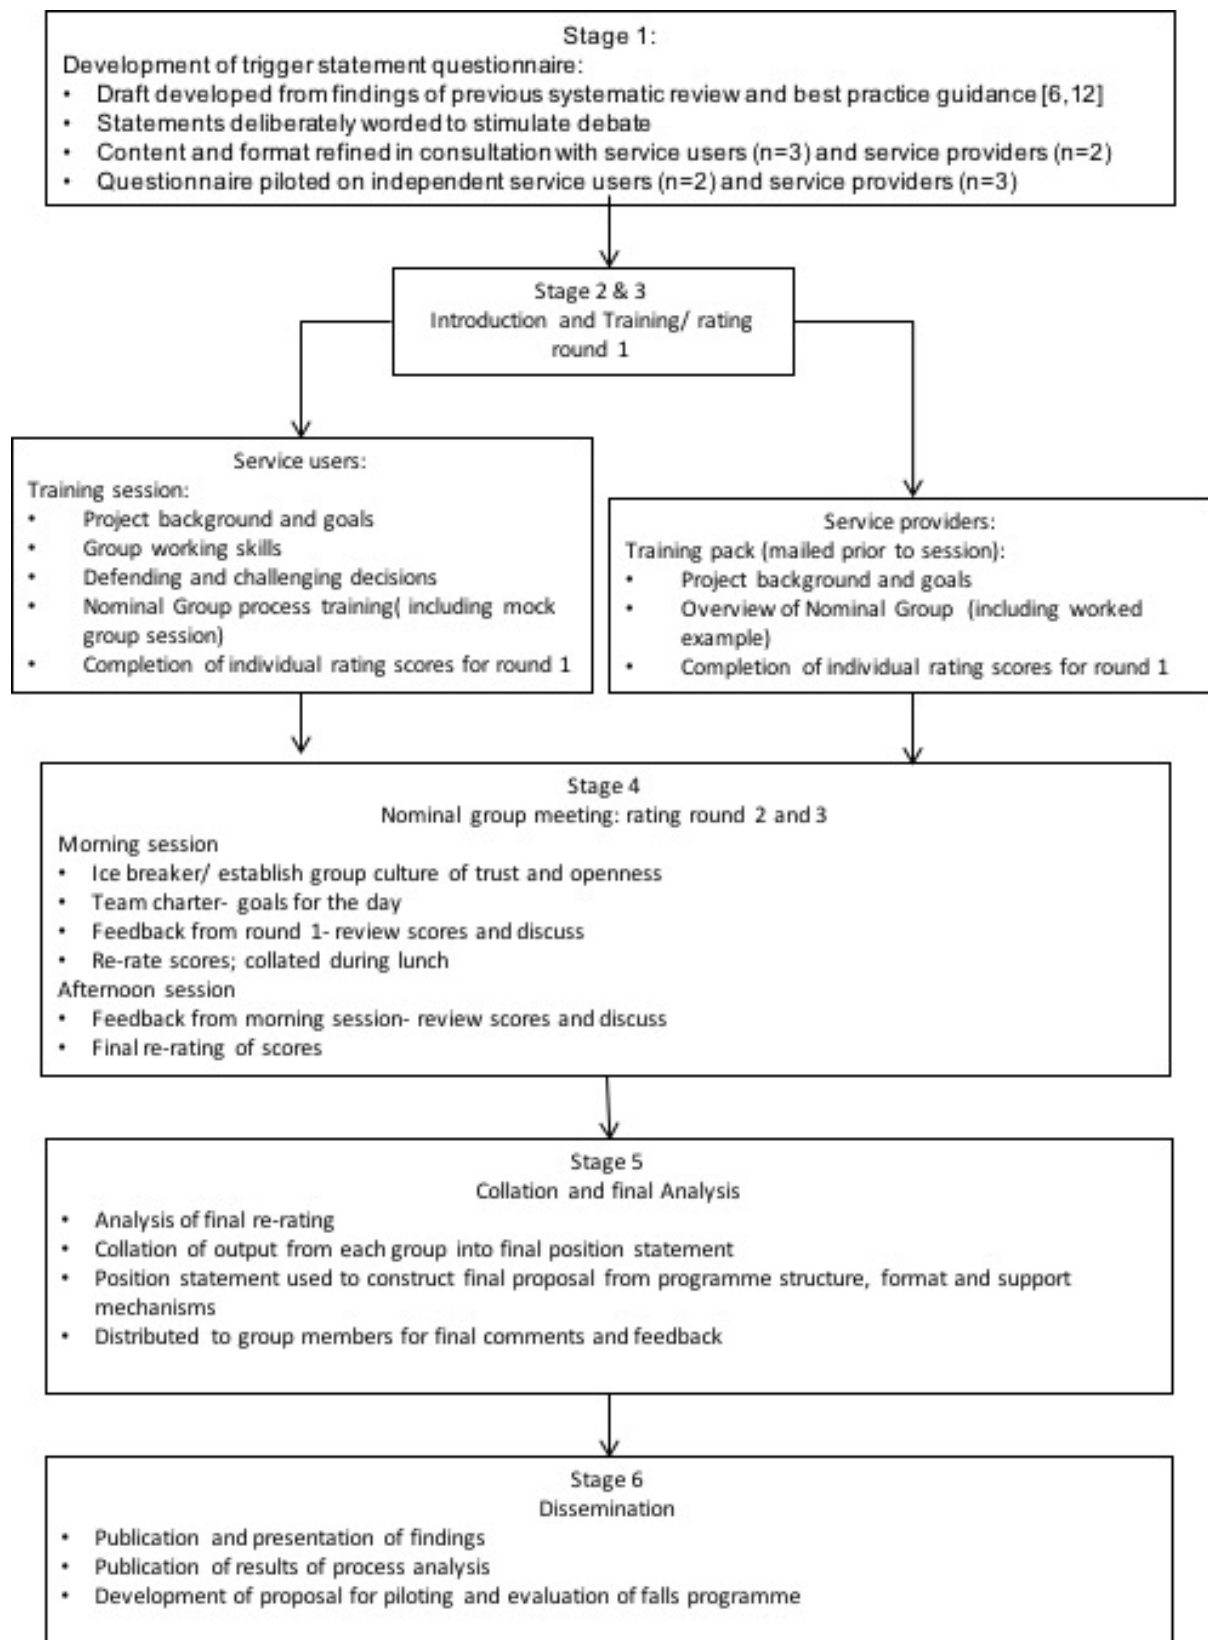 Stage 1:
Development of trigger statement questionnaire:
• Draft developed from findings of previous systematic review and best practice guidance [6,12]
• Statements deliberately worded to stimulate debate
• Content and format refined in consultation with service users (n=3) and service providers (n=2)
• Questionnaire piloted on independent service users (n=2) and service providers (n=3)
Stage 2 & 3
Introduction and Training/ rating
round 1
Service users:
Training session:
• Project background and goals
• Group working skills
• Defending and challenging decisions
• Nominal Group process training( including mock
group session)
• Completion of individual rating scores for round 1
Service providers:
Training pack (mailed prior to session):
• Project background and goals
• Overview of Nominal Group (including worked
example)
• Completion of individual rating scores for round 1
Stage 4
Nominal group meeting: rating round 2 and 3
Morning session
• Ice breaker/ establish group culture of trust and openness
• Team charter- goals for the day
• Feedback from round 1- review scores and discuss
• Re-rate scores; collated during lunch
Afternoon session
• Feedback from morning session- review scores and discuss
• Final re-rating of scores
Stage 5
Collation and final Analysis
• Analysis of final re-rating
• Collation of output from each group into final position statement
• Position statement used to construct final proposal from programme structure, format and support
mechanisms
• Distributed to group members for final comments and feedback
Stage 6
Dissemination
• Publication and presentation of findings
• Publication of results of process analysis
• Development of proposal for piloting and evaluation of falls programme